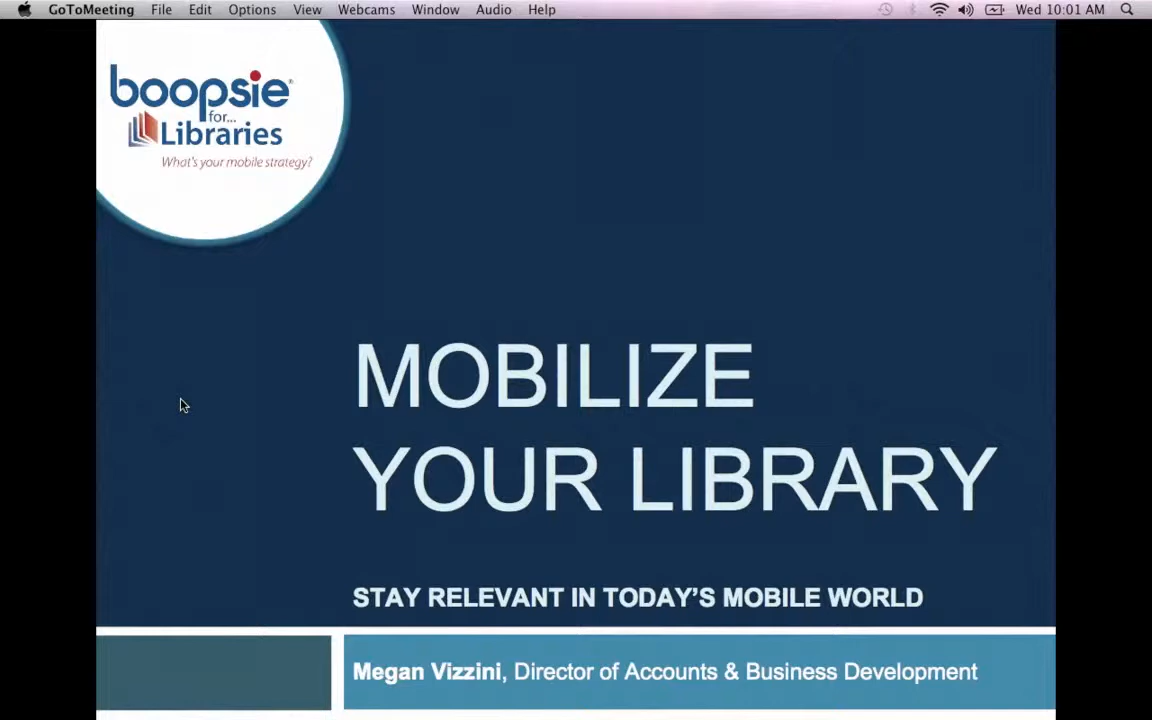 GoToMeeting File Edit Options View Webcams Window Audio Help Wed 10:01 AM
boopsie®
for...
Libraries
What's your mobile strategy?
MOBILIZE
YOUR LIBRARY
STAY RELEVANT IN TODAY'S MOBILE WORLD
Megan Vizzini, Director of Accounts & Business Development